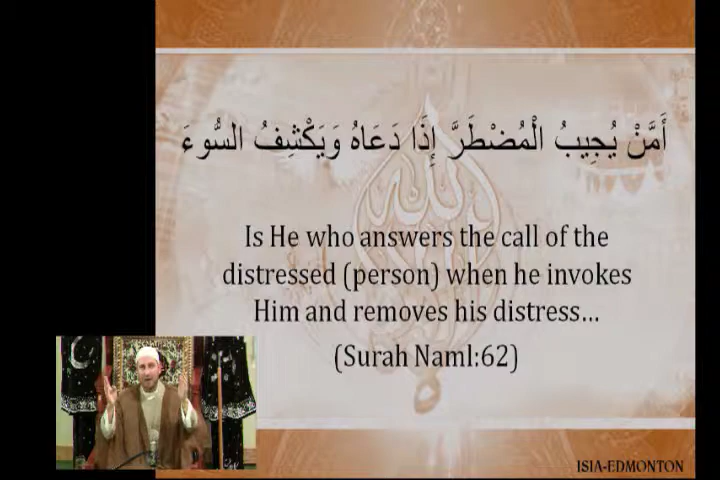 أَمَّنْ يُجِيبُ الْمُضْطَرَّ إِذَا دَعَاهُ وَيَكْشِفُ السُّوءَ
Is He who answers the call of the
distressed (person) when he invokes
Him and removes his distress...
(Surah Naml:62)
ISIA-EDMONTON